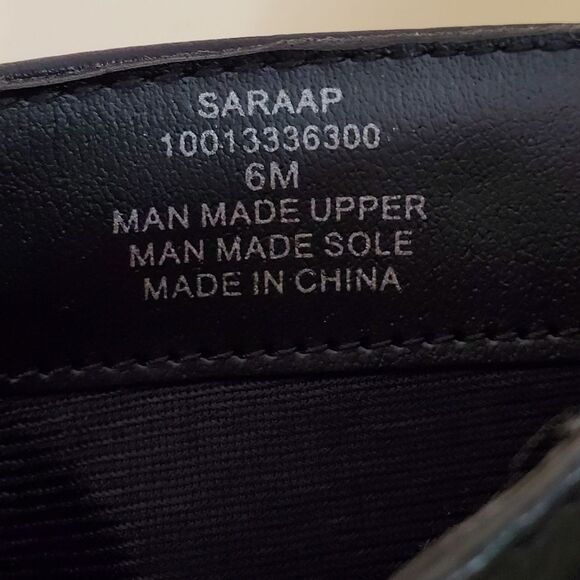 SARAAP
10013336300
6M
MAN MADE UPPER
MAN MADE SOLE
MADE IN CHINA